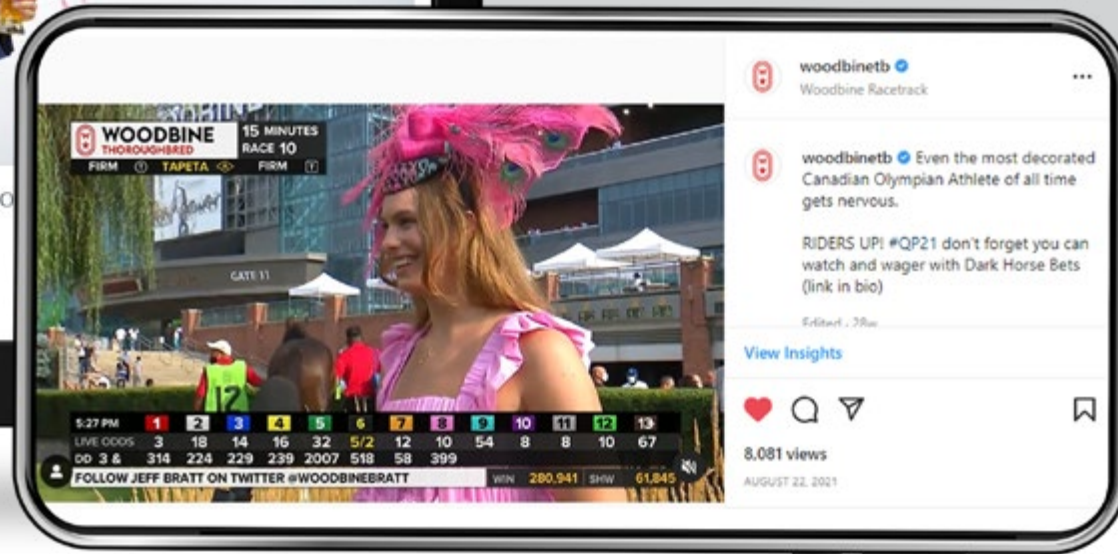 WOODBINE
THOROUGHBRED
15 MINUTES
RACE 10
FIRM T TAPETA FIRM T
GATE 11
12
5:27 PM 1 2 3 4 5 6 7 8 9 10 11 12 13
LIVE ODDS 3 18 14 16 32 5/2 12 10 54 8 8 10 67
DD 3 & 314 224 229 239 2007 518 58 399
FOLLOW JEFF BRATT ON TWITTER @WOODBINEBRATT WIN 280,941 SHW 61,845
woodbinetb
Woodbine Racetrack
woodbinetb Even the most decorated
Canadian Olympian Athlete of all time
gets nervous.
RIDERS UP! #QP21 don't forget you can
watch and wager with Dark Horse Bets
(link in bio)
Edited · 28w
View Insights
8,081 views
AUGUST 22, 2021